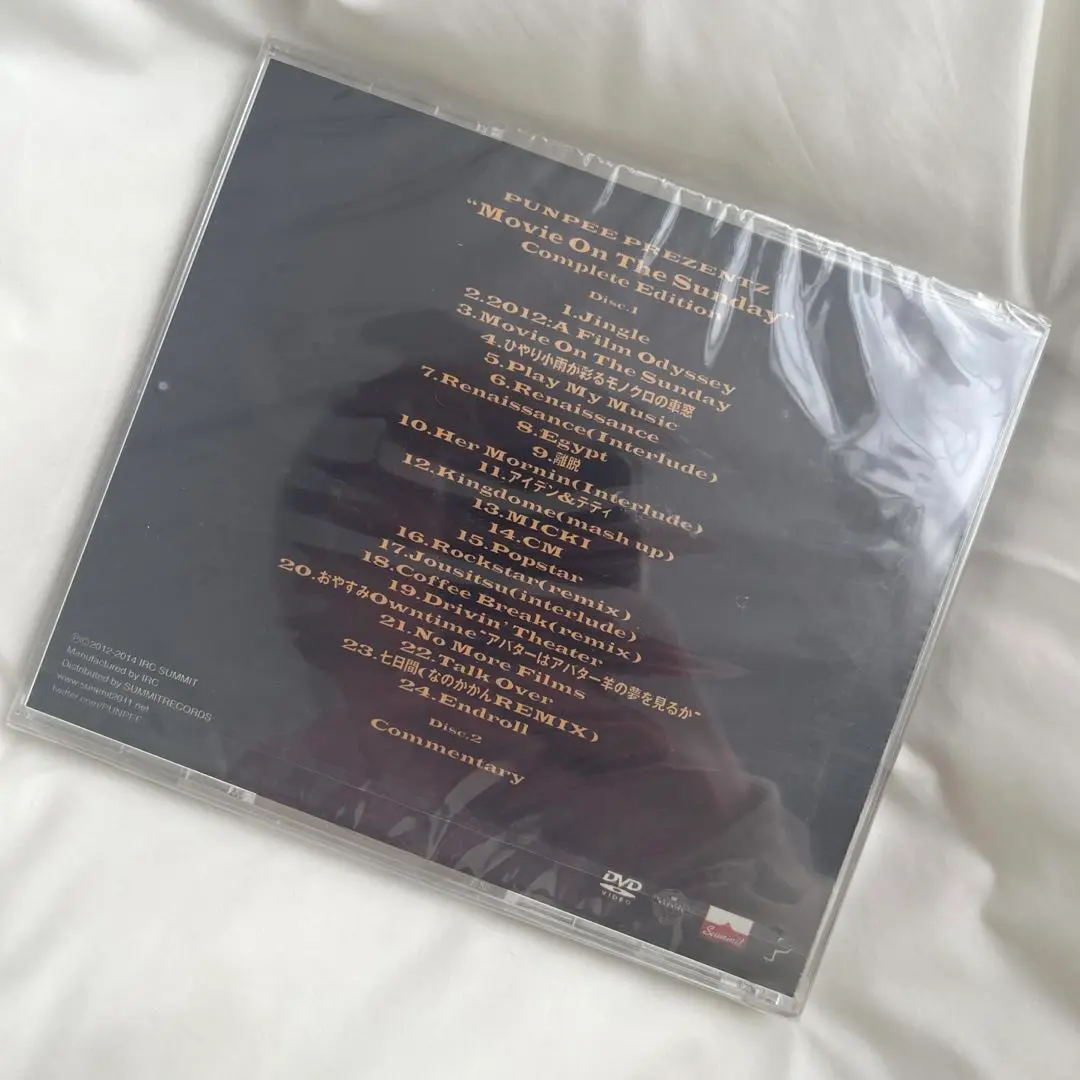 PUNPEE PREZENTZ
“Movie On The Sunday”
Complete Edition
Disc.1
1.Jingle
2.2012:A Film Odyssey
3.Movie On The Sunday
4.ひやり小雨が彩るモノクロの車窓
5.Play My Music
6.Renaissance
7.Renaissance(Interlude)
8.Egypt
9.離脱
10.Her Mornin(Interlude)
11.アイデン&テティ
12.Kingdome(mash up)
13.MICKI
14.CM
15.Popstar
16.Rockstar(remix)
17.Jousitsu(interlude)
18.Coffee Break(remix)
19.Drivin' Theater
20.おやすみOwntime“アバターはアバター羊の夢を見るか”
21.No More Films
22.Talk Over
23.七日間(なのかかんREMIX)
24.Endroll
Disc.2
Commentary
℗©2012-2014 IRC SUMMIT
Manufactured by IRC
Distributed by SUMMITRECORDS
www.summit2011.net
twitter.com/PUNPEE
DVD
VIDEO
Summit